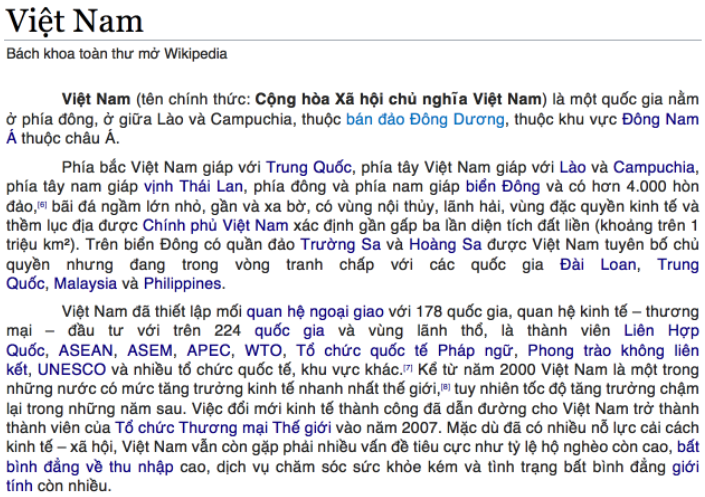 Việt Nam
Bách khoa toàn thư mở Wikipedia
Việt Nam (tên chính thức: Cộng hòa Xã hội chủ nghĩa Việt Nam) là một quốc gia nằm
ở phía đông, ở giữa Lào và Campuchia, thuộc bán đảo Đông Dương, thuộc khu vực Đông Nam
Á thuộc châu Á.
Phía bắc Việt Nam giáp với Trung Quốc, phía tây Việt Nam giáp với Lào và Campuchia,
phía tây nam giáp vịnh Thái Lan, phía đông và phía nam giáp biển Đông và có hơn 4.000 hòn
đảo,[6] bãi đá ngầm lớn nhỏ, gần và xa bờ, có vùng nội thủy, lãnh hải, vùng đặc quyền kinh tế và
thềm lục địa được Chính phủ Việt Nam xác định gần gấp ba lần diện tích đất liền (khoảng trên 1
triệu km²). Trên biển Đông có quần đảo Trường Sa và Hoàng Sa được Việt Nam tuyên bố chủ
quyền nhưng đang trong vòng tranh chấp với các quốc gia Đài Loan, Trung
Quốc, Malaysia và Philippines.
Việt Nam đã thiết lập mối quan hệ ngoại giao với 178 quốc gia, quan hệ kinh tế – thương
mại – đầu tư với trên 224 quốc gia và vùng lãnh thổ, là thành viên Liên Hợp
Quốc, ASEAN, ASEM, APEC, WTO, Tổ chức quốc tế Pháp ngữ, Phong trào không liên
kết, UNESCO và nhiều tổ chức quốc tế, khu vực khác.[7] Kể từ năm 2000 Việt Nam là một trong
những nước có mức tăng trưởng kinh tế nhanh nhất thế giới,[8] tuy nhiên tốc độ tăng trưởng chậm
lại trong những năm sau. Việc đổi mới kinh tế thành công đã dẫn đường cho Việt Nam trở thành
thành viên của Tổ chức Thương mại Thế giới vào năm 2007. Mặc dù đã có nhiều nỗ lực cải cách
kinh tế – xã hội, Việt Nam vẫn còn gặp phải nhiều vấn đề tiêu cực như tỷ lệ hộ nghèo còn cao, bất
bình đẳng về thu nhập cao, dịch vụ chăm sóc sức khỏe kém và tình trạng bất bình đẳng giới
tính còn nhiều.